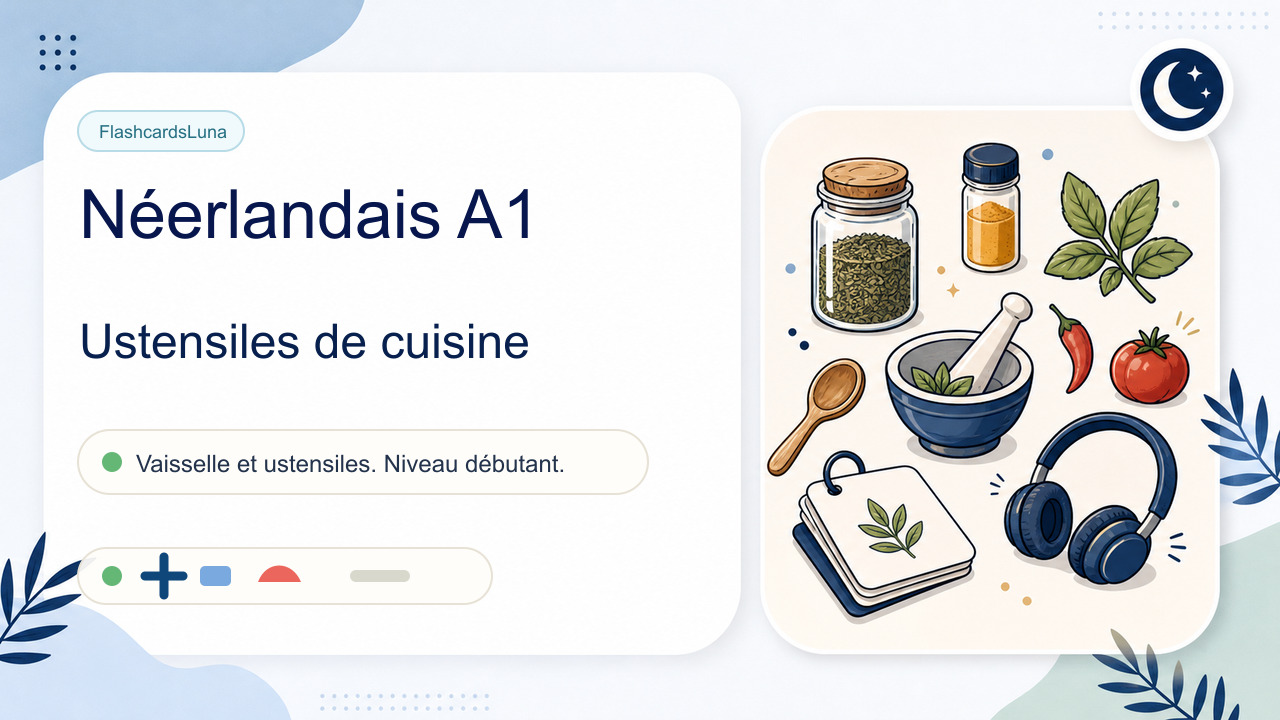 FlashcardsLuna
Néerlandais A1
Ustensiles de cuisine
Vaisselle et ustensiles. Niveau débutant.